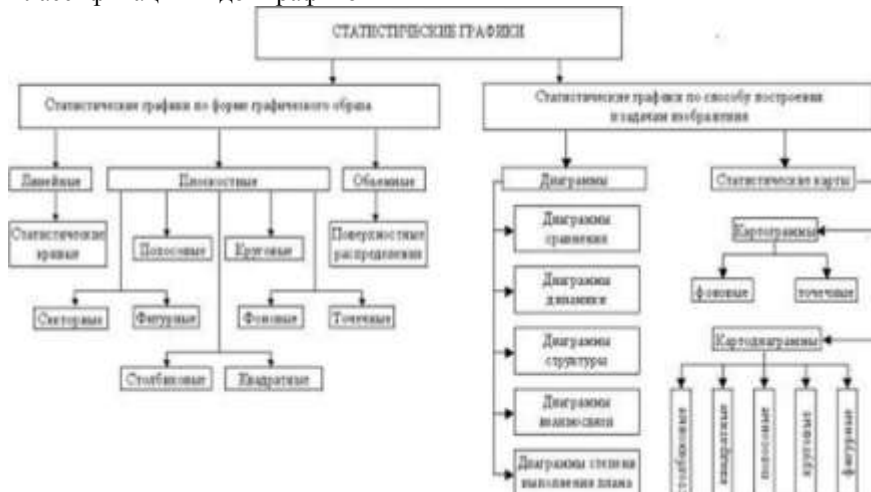 СТАТИСТИЧЕСКИЕ ГРАФИКИ
Статистические графики по форме графического образа
Статистические графики по способу построения
и задачам изображения
Линейные
Плоскостные
Объемные
Диаграммы
Статистические карты
Статистические
кривые
Полосовые
Круговые
Поверхностные
распределения
Диаграммы
сравнения
Картограммы
Диаграммы
динамики
фоновые
точечные
Секторные
Фигурные
Фоновые
Точечные
Диаграммы
структуры
Картодиаграммы
Столбиковые
Квадратные
Диаграммы
взаимосвязи
Диаграммы степени
выполнения плана
столбиковые
квадратные
полосовые
круговые
фигурные